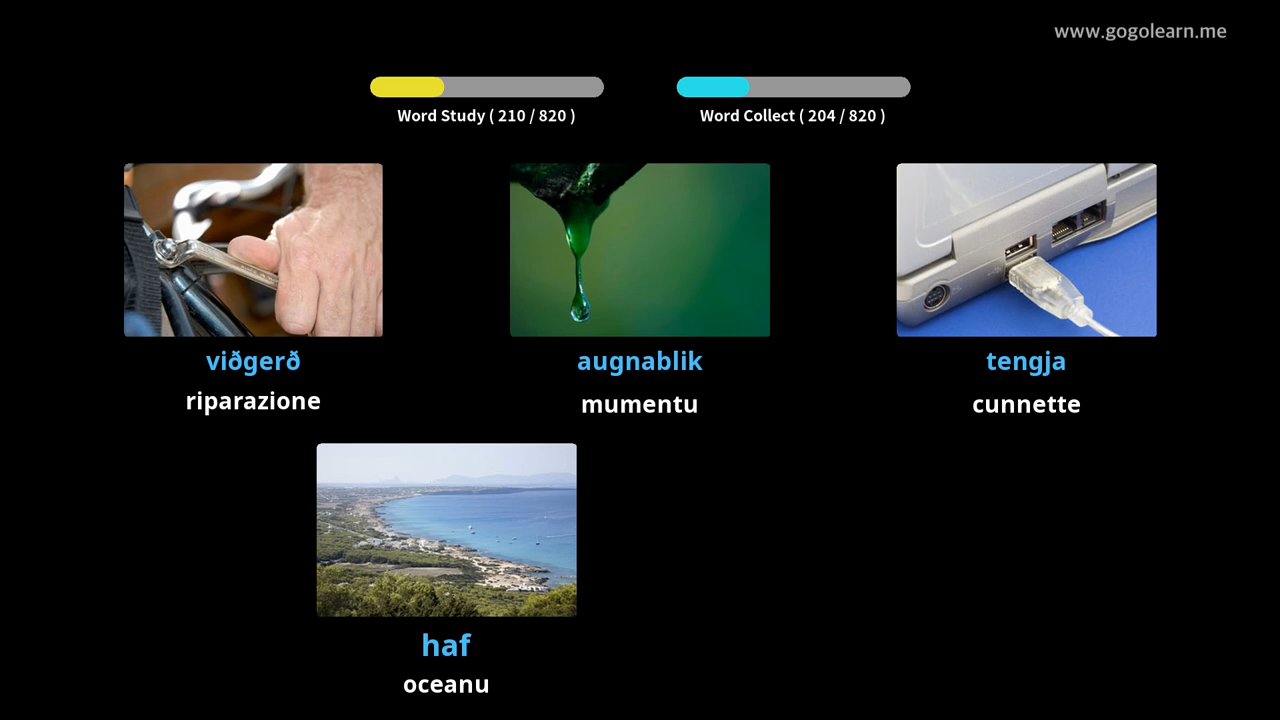 www.gogolearn.me
Word Study ( 210 / 820 )
Word Collect ( 204 / 820 )
viðgerð
riparazione
augnablik
mumentu
tengja
cunnette
haf
oceanu